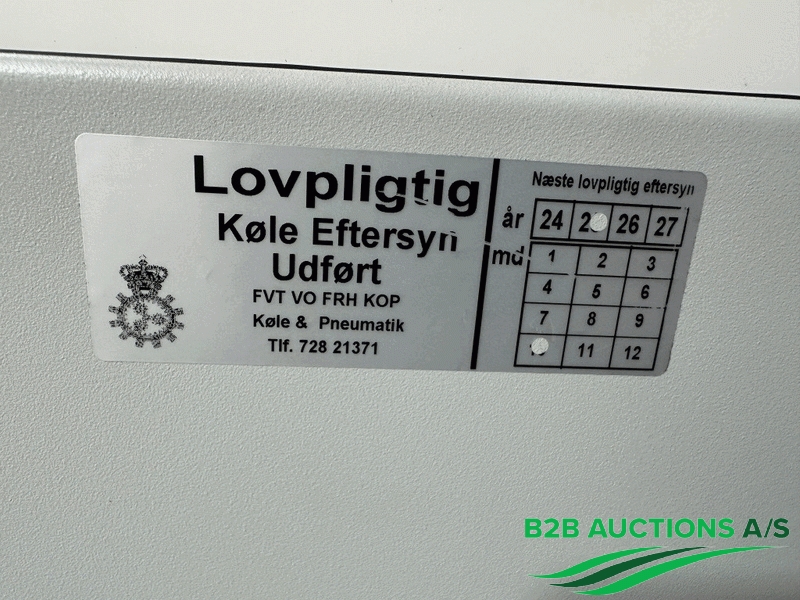 Lovpligtig
Køle Eftersyn
Udført
FVT VO FRH KOP
Køle & Pneumatik
Tlf. 728 21371
Næste lovpligtig eftersyn
år 24 2 26 27
md 1 2 3
4 5 6
7 8 9
11 12
B2B AUCTIONS A/S